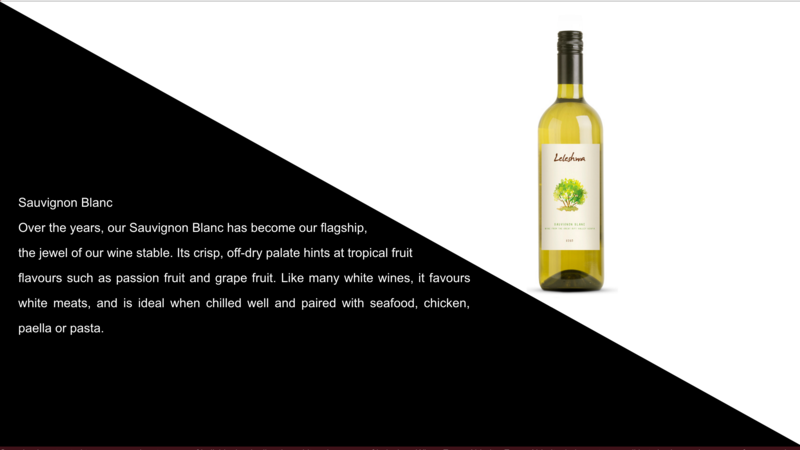 Leleshwa
SAUVIGNON BLANC
Sauvignon Blanc
Over the years, our Sauvignon Blanc has become our flagship,
the jewel of our wine stable. Its crisp, off-dry palate hints at tropical fruit
flavours such as passion fruit and grape fruit. Like many white wines, it favours
white meats, and is ideal when chilled well and paired with seafood, chicken,
paella or pasta.